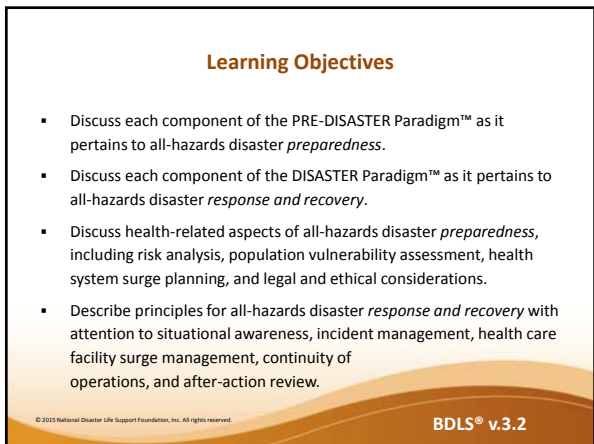 Learning Objectives
▪ Discuss each component of the PRE-DISASTER Paradigm™ as it
pertains to all-hazards disaster preparedness.
▪ Discuss each component of the DISASTER Paradigm™ as it pertains to
all-hazards disaster response and recovery.
▪ Discuss health-related aspects of all-hazards disaster preparedness,
including risk analysis, population vulnerability assessment, health
system surge planning, and legal and ethical considerations.
▪ Describe principles for all-hazards disaster response and recovery with
attention to situational awareness, incident management, health care
facility surge management, continuity of
operations, and after-action review.
© 2015 National Disaster Life Support Foundation, Inc. All rights reserved.
BDLS® v.3.2